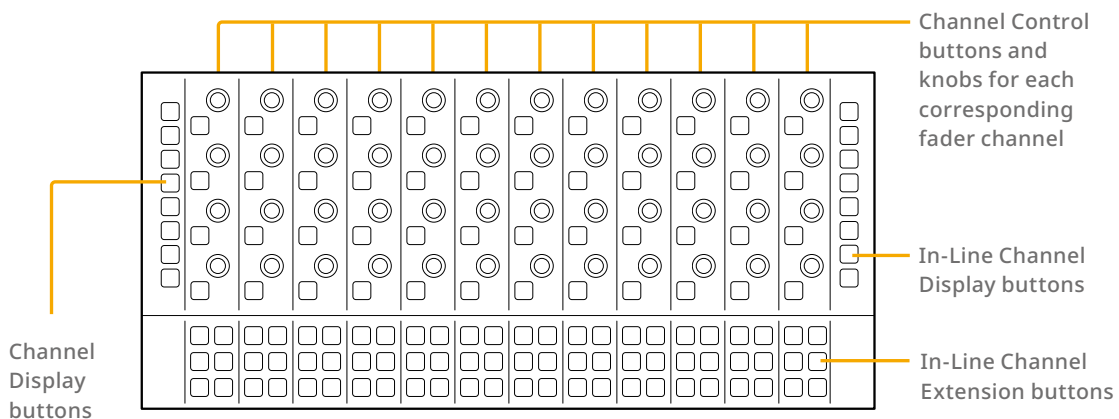 Channel Control
buttons and
knobs for each
corresponding
fader channel
In-Line Channel
Display buttons
Channel
Display
buttons
In-Line Channel
Extension buttons